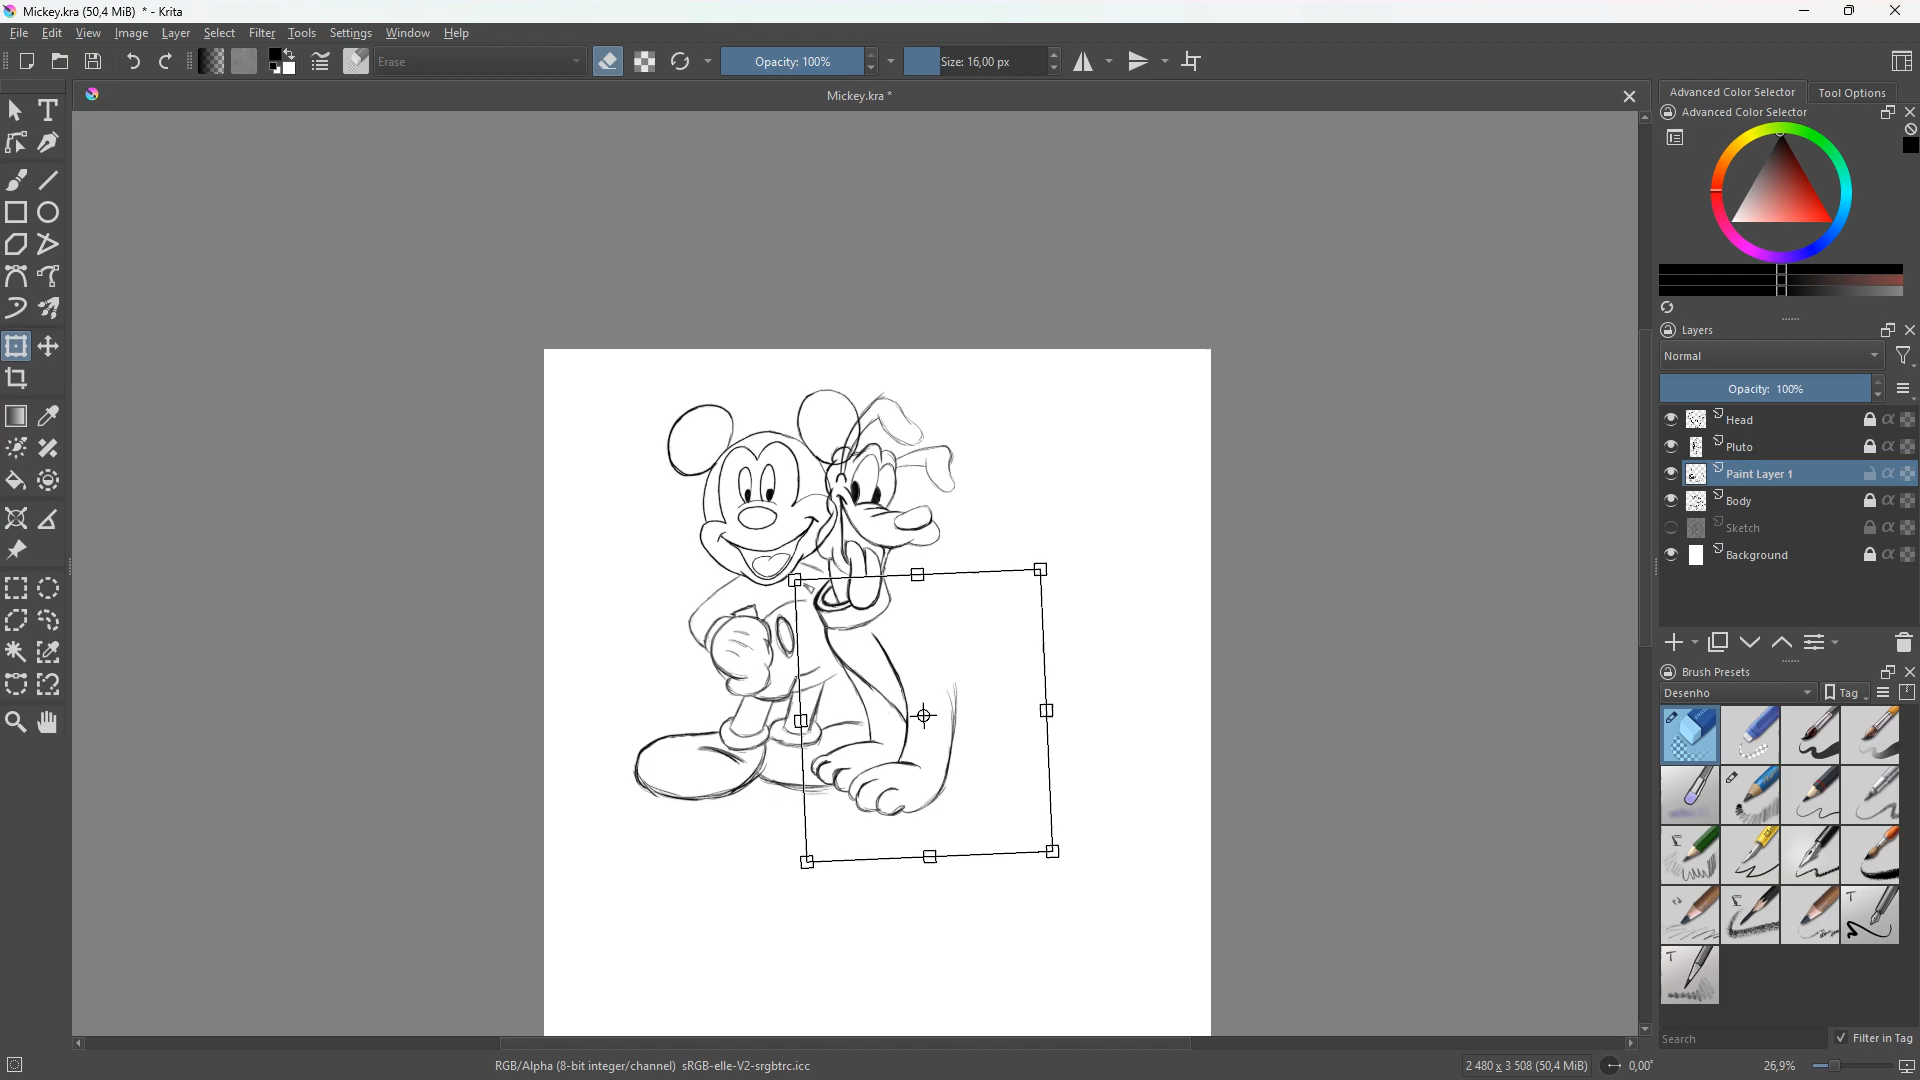 Mickey.kra (50,4 MiB) * - Krita
File Edit View Image Layer Select Filter Tools Settings Window Help
Erase
Opacity: 100%
Size: 16,00 px
Mickey.kra *
Advanced Color Selector
Tool Options
Advanced Color Selector
Layers
Normal
Opacity: 100%
Head
Pluto
Paint Layer 1
Body
Sketch
Background
Brush Presets
Desenho
Tag
Search
Filter in Tag
RGB/Alpha (8-bit integer/channel) sRGB-elle-V2-srgbtrc.icc
2 480 x 3 508 (50,4 MiB)
0,00°
26,9%